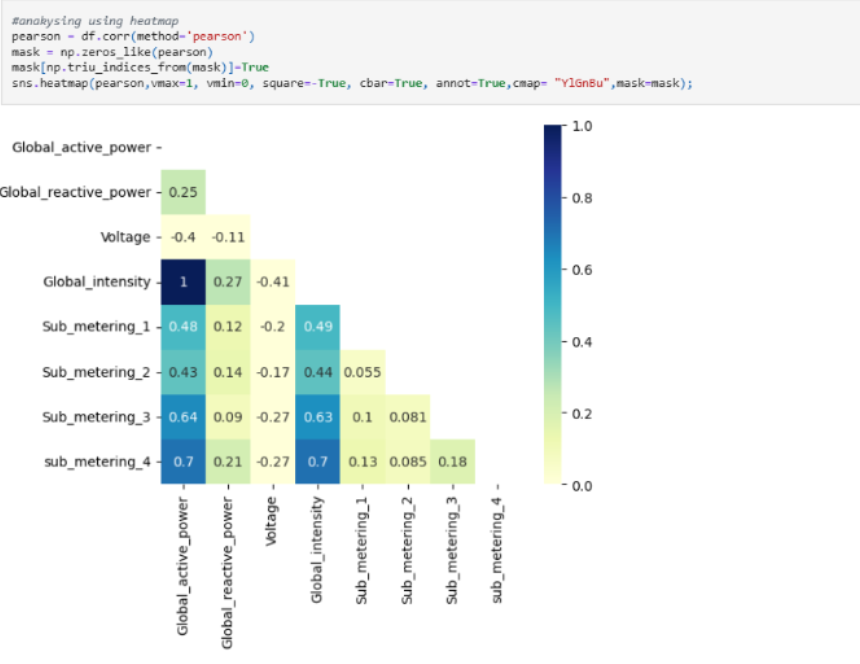 #anakysing using heatmap
pearson = df.corr(method='pearson')
mask = np.zeros_like(pearson)
mask[np.triu_indices_from(mask)]=True
sns.heatmap(pearson,vmax=1, vmin=0, square=-True, cbar=True, annot=True,cmap= "YlGnBu",mask=mask);
1.0
Global_active_power
Global_reactive_power 0.25
0.8
Voltage -0.4 -0.11
Global_intensity 1 0.27 -0.41
0.6
Sub_metering_1 0.48 0.12 -0.2 0.49
0.4
Sub_metering_2 0.43 0.14 -0.17 0.44 0.055
Sub_metering_3 0.64 0.09 -0.27 0.63 0.1 0.081
0.2
sub_metering_4 0.7 0.21 -0.27 0.7 0.13 0.085 0.18
0.0
Global_active_power
Global_reactive_power
Voltage
Global_intensity
Sub_metering_1
Sub_metering_2
Sub_metering_3
sub_metering_4